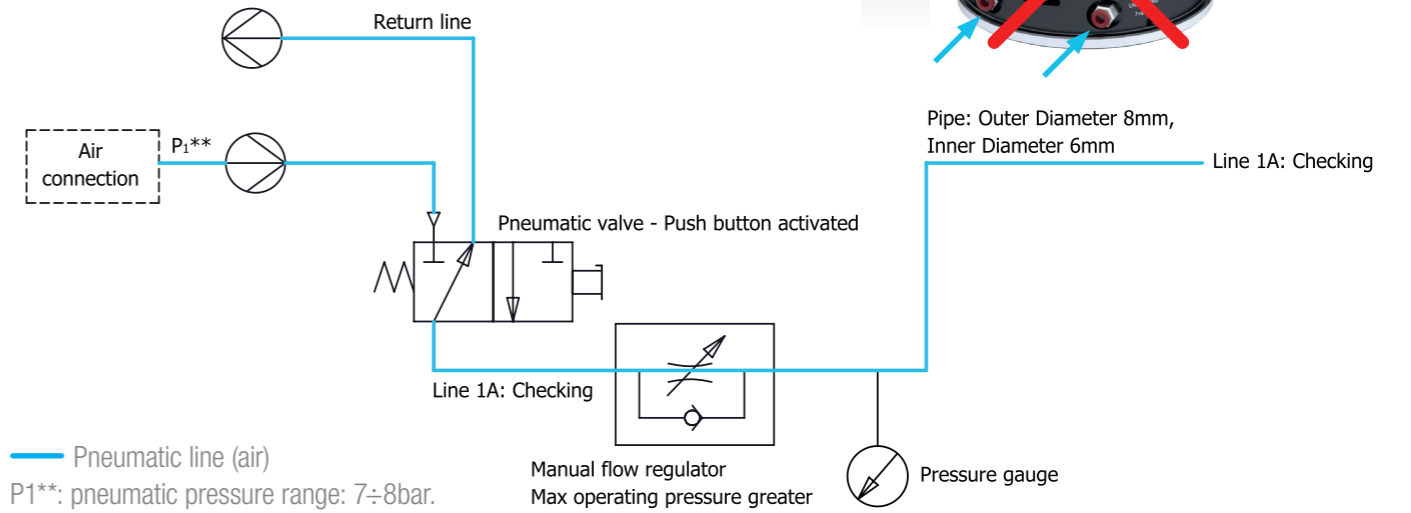 Return line
Pipe: Outer Diameter 8mm,
Inner Diameter 6mm
Air
connection
P1**
Line 1A: Checking
Pneumatic valve - Push button activated
Line 1A: Checking
Pneumatic line (air)
P1**: pneumatic pressure range: 7÷8bar.
Manual flow regulator
Max operating pressure greater
Pressure gauge